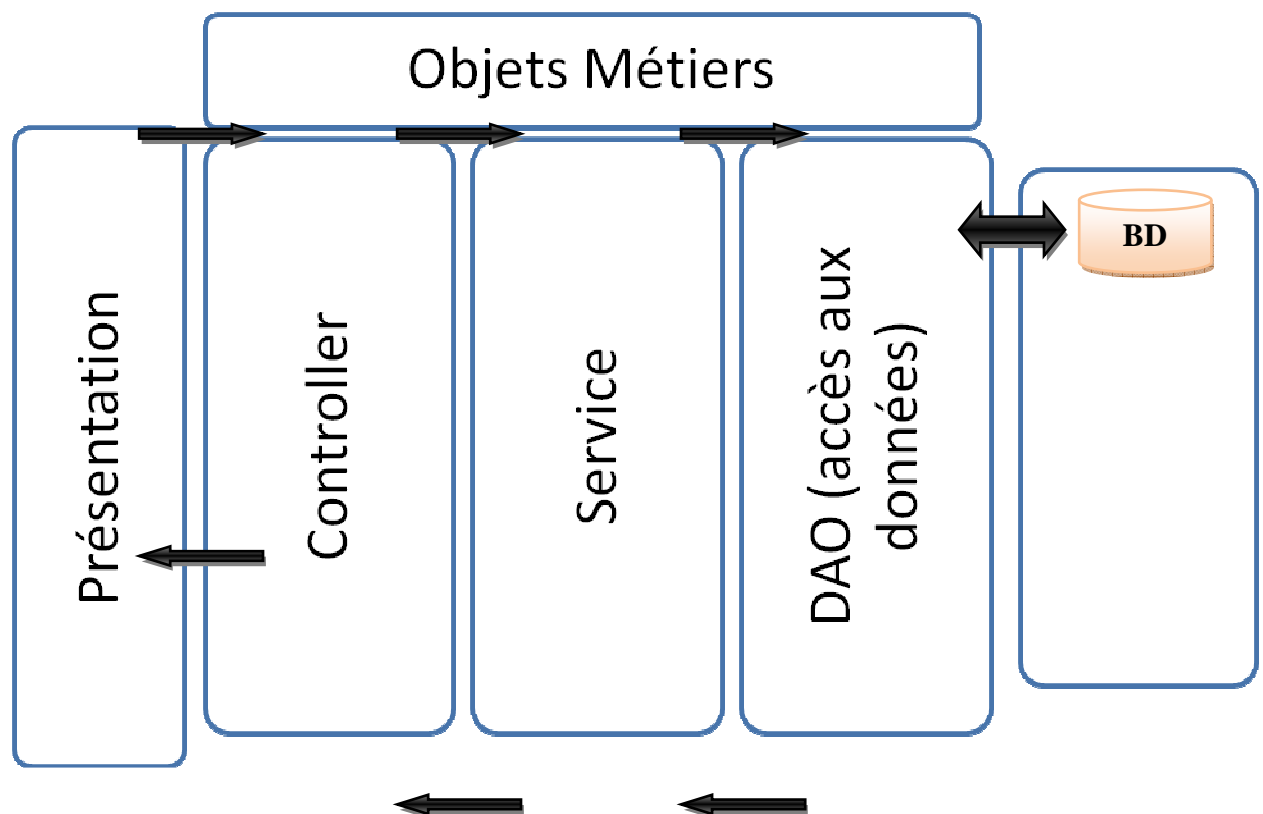 Objets Métiers
Présentation
Controller
Service
DAO (accès aux
données)
BD